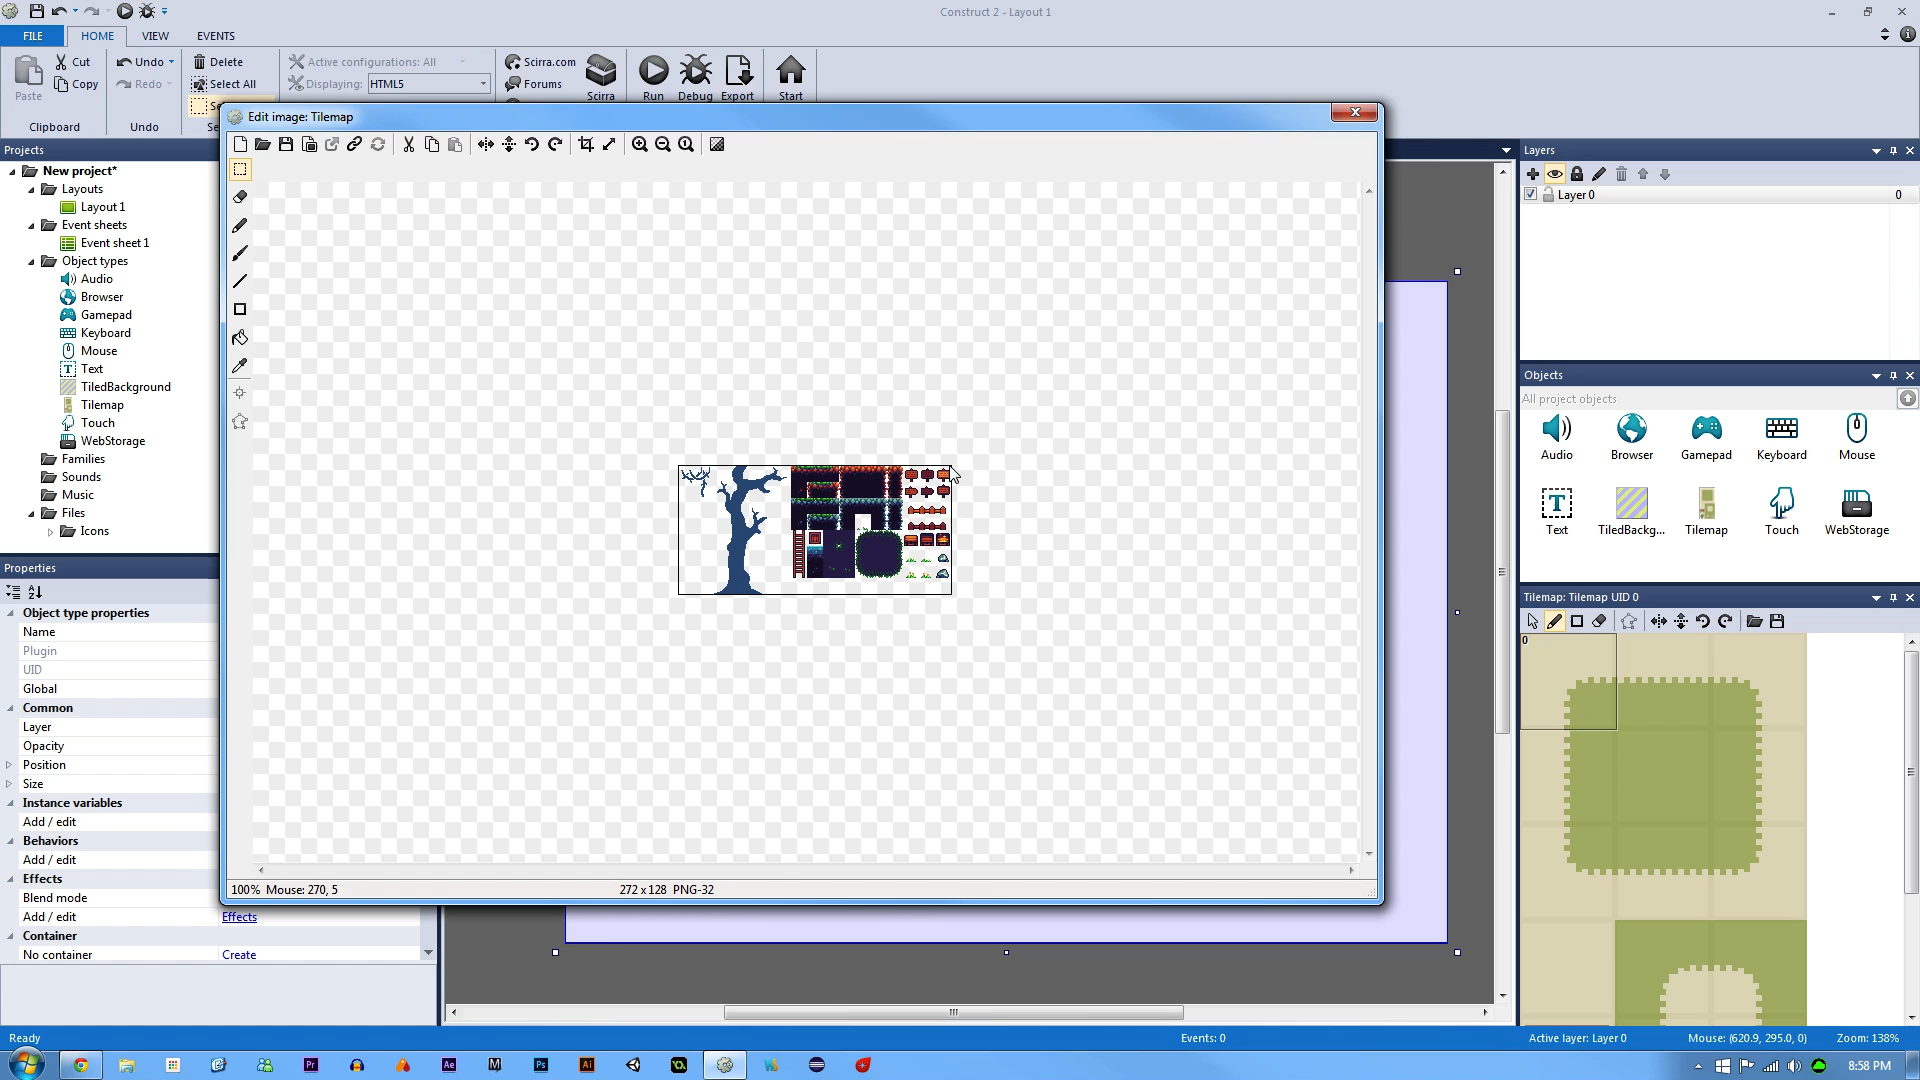 Construct 2 - Layout 1
FILE
HOME
VIEW
EVENTS
Paste
Cut
Copy
Clipboard
Undo
Redo
Undo
Delete
Select All
Se
Se
Active configurations: All
Displaying:
HTML5
Scirra.com
Forums
Scirra
Run
Debug
Export
Start
Projects
New project*
Layouts
Layout 1
Event sheets
Event sheet 1
Object types
Audio
Browser
Gamepad
Keyboard
Mouse
Text
TiledBackground
Tilemap
Touch
WebStorage
Families
Sounds
Music
Files
Icons
Properties
Object type properties
Name
Plugin
UID
Global
Common
Layer
Opacity
Position
Size
Instance variables
Add / edit
Behaviors
Add / edit
Effects
Blend mode
Add / edit
Effects
Container
No container
Create
Edit image: Tilemap
100% Mouse: 270, 5
272 x 128 PNG-32
Layers
Layer 0
0
Objects
All project objects
Audio
Browser
Gamepad
Keyboard
Mouse
Text
TiledBackg...
Tilemap
Touch
WebStorage
Tilemap: Tilemap UID 0
0
Ready
Events: 0
Active layer: Layer 0
Mouse: (620.9, 295.0, 0)
Zoom: 138%
Pr
Ae
M
Ps
Ai
8:58 PM